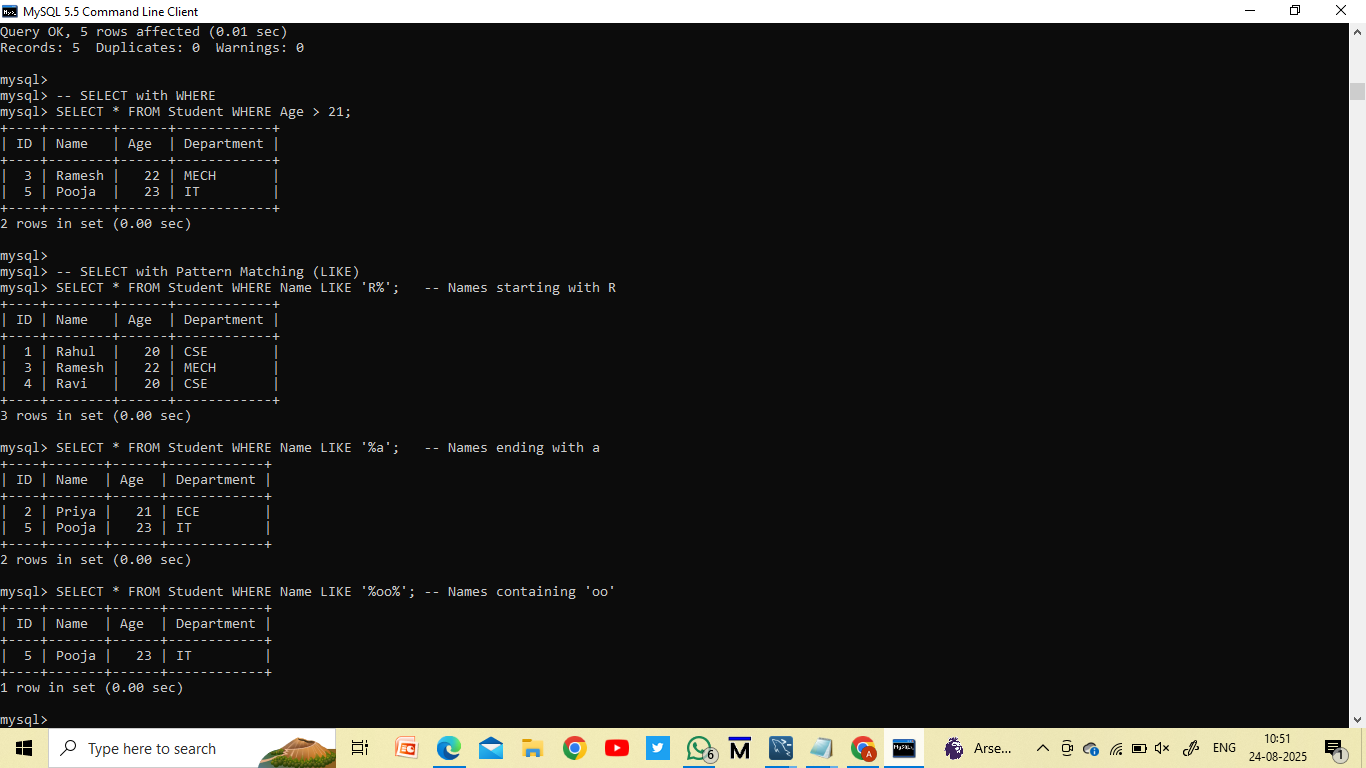 MySQL 5.5 Command Line Client
Query OK, 5 rows affected (0.01 sec)
Records: 5  Duplicates: 0  Warnings: 0
mysql>
mysql> -- SELECT with WHERE
mysql> SELECT * FROM Student WHERE Age > 21;
+----+--------+------+------------+
| ID | Name   | Age  | Department |
+----+--------+------+------------+
|  3 | Ramesh |   22 | MECH       |
|  5 | Pooja  |   23 | IT         |
+----+--------+------+------------+
2 rows in set (0.00 sec)
mysql>
mysql> -- SELECT with Pattern Matching (LIKE)
mysql> SELECT * FROM Student WHERE Name LIKE 'R%';   -- Names starting with R
+----+--------+------+------------+
| ID | Name   | Age  | Department |
+----+--------+------+------------+
|  1 | Rahul  |   20 | CSE        |
|  3 | Ramesh |   22 | MECH       |
|  4 | Ravi   |   20 | CSE        |
+----+--------+------+------------+
3 rows in set (0.00 sec)
mysql> SELECT * FROM Student WHERE Name LIKE '%a';   -- Names ending with a
+----+-------+------+------------+
| ID | Name  | Age  | Department |
+----+-------+------+------------+
|  2 | Priya |   21 | ECE        |
|  5 | Pooja |   23 | IT         |
+----+-------+------+------------+
2 rows in set (0.00 sec)
mysql> SELECT * FROM Student WHERE Name LIKE '%oo%'; -- Names containing 'oo'
+----+-------+------+------------+
| ID | Name  | Age  | Department |
+----+-------+------+------------+
|  5 | Pooja |   23 | IT         |
+----+-------+------+------------+
1 row in set (0.00 sec)
mysql>
Type here to search
6
M
A
MySQL
Arse...
ENG
10:51
24-08-2025
1